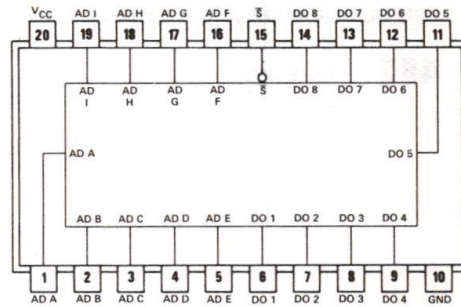 VCC AD I AD H AD G AD F S̅ DO 8 DO 7 DO 6 DO 5
20 19 18 17 16 15 14 13 12 11
AD I AD H AD G AD F S̅ DO 8 DO 7 DO 6
AD A DO 5
AD B AD C AD D AD E DO 1 DO 2 DO 3 DO 4
1 2 3 4 5 6 7 8 9 10
AD A AD B AD C AD D AD E DO 1 DO 2 DO 3 DO 4 GND